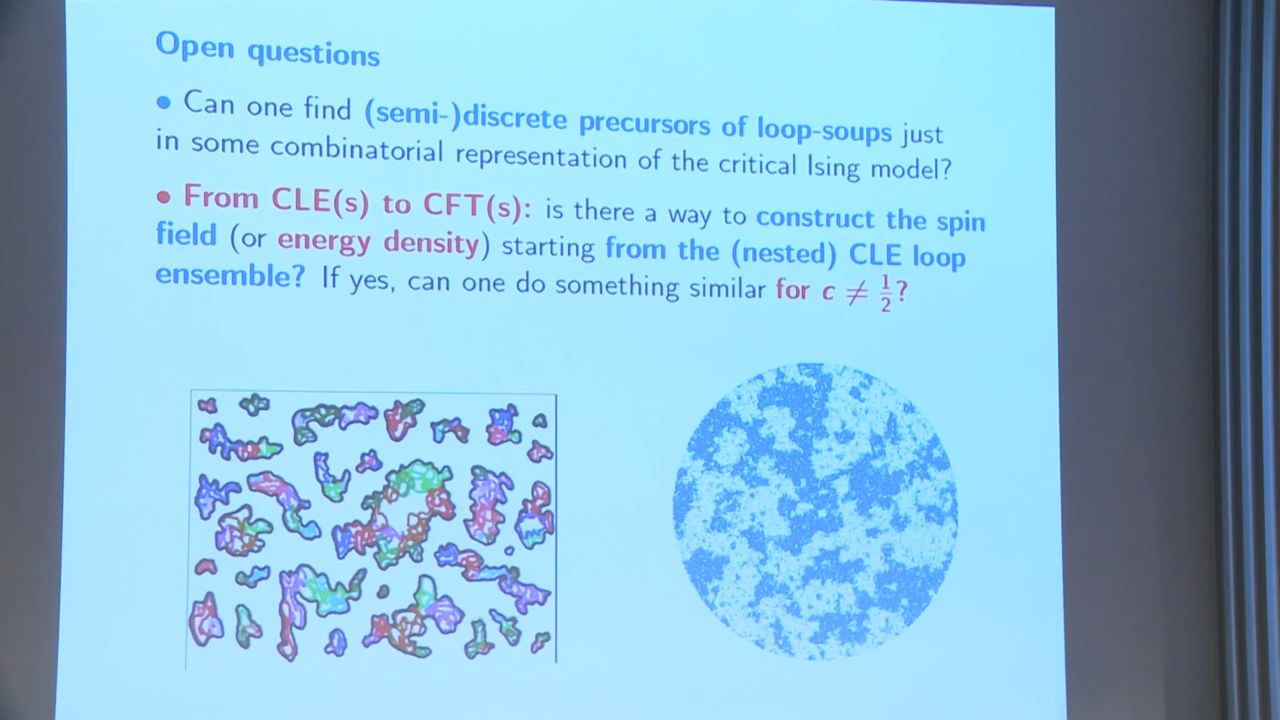 Open questions
• Can one find (semi-)discrete precursors of loop-soups just
in some combinatorial representation of the critical Ising model?
• From CLE(s) to CFT(s): is there a way to construct the spin
field (or energy density) starting from the (nested) CLE loop
ensemble? If yes, can one do something similar for c ≠ 1/2?